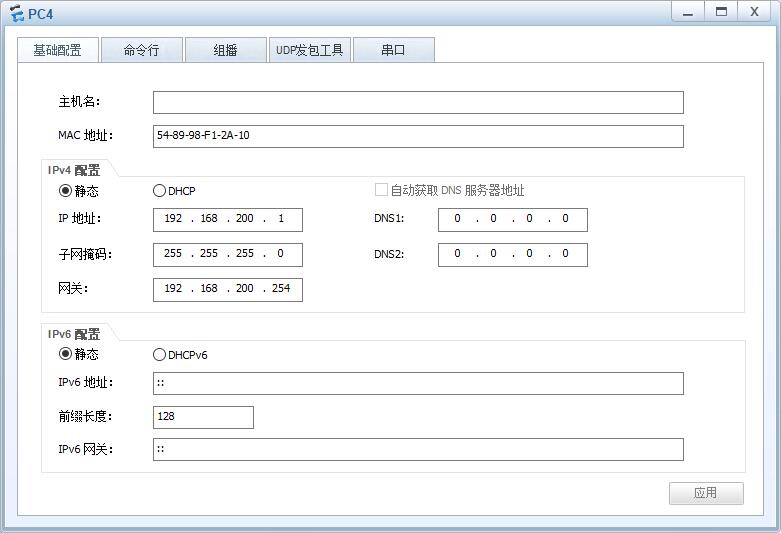 PC4
基础配置 命令行 组播 UDP发包工具 串口
主机名:
MAC 地址: 54-89-98-F1-2A-10
IPv4 配置
静态 DHCP 自动获取 DNS 服务器地址
IP 地址: 192 . 168 . 200 . 1 DNS1: 0 . 0 . 0 . 0
子网掩码: 255 . 255 . 255 . 0 DNS2: 0 . 0 . 0 . 0
网关: 192 . 168 . 200 . 254
IPv6 配置
静态 DHCPv6
IPv6 地址: ::
前缀长度: 128
IPv6 网关: ::
应用